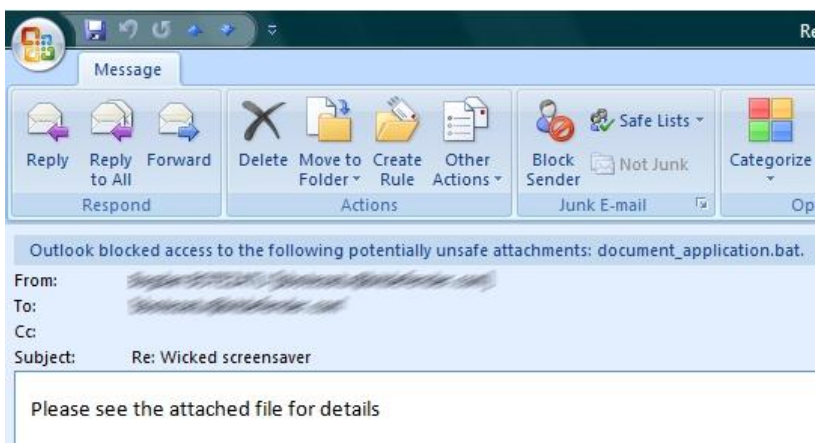 Re
Message
Reply
Reply to All
Forward
Delete
Move to Folder
Create Rule
Other Actions
Block Sender
Safe Lists
Not Junk
Categorize
Respond
Actions
Junk E-mail
Op
Outlook blocked access to the following potentially unsafe attachments: document_application.bat.
From:
To:
Cc:
Subject: Re: Wicked screensaver
Please see the attached file for details